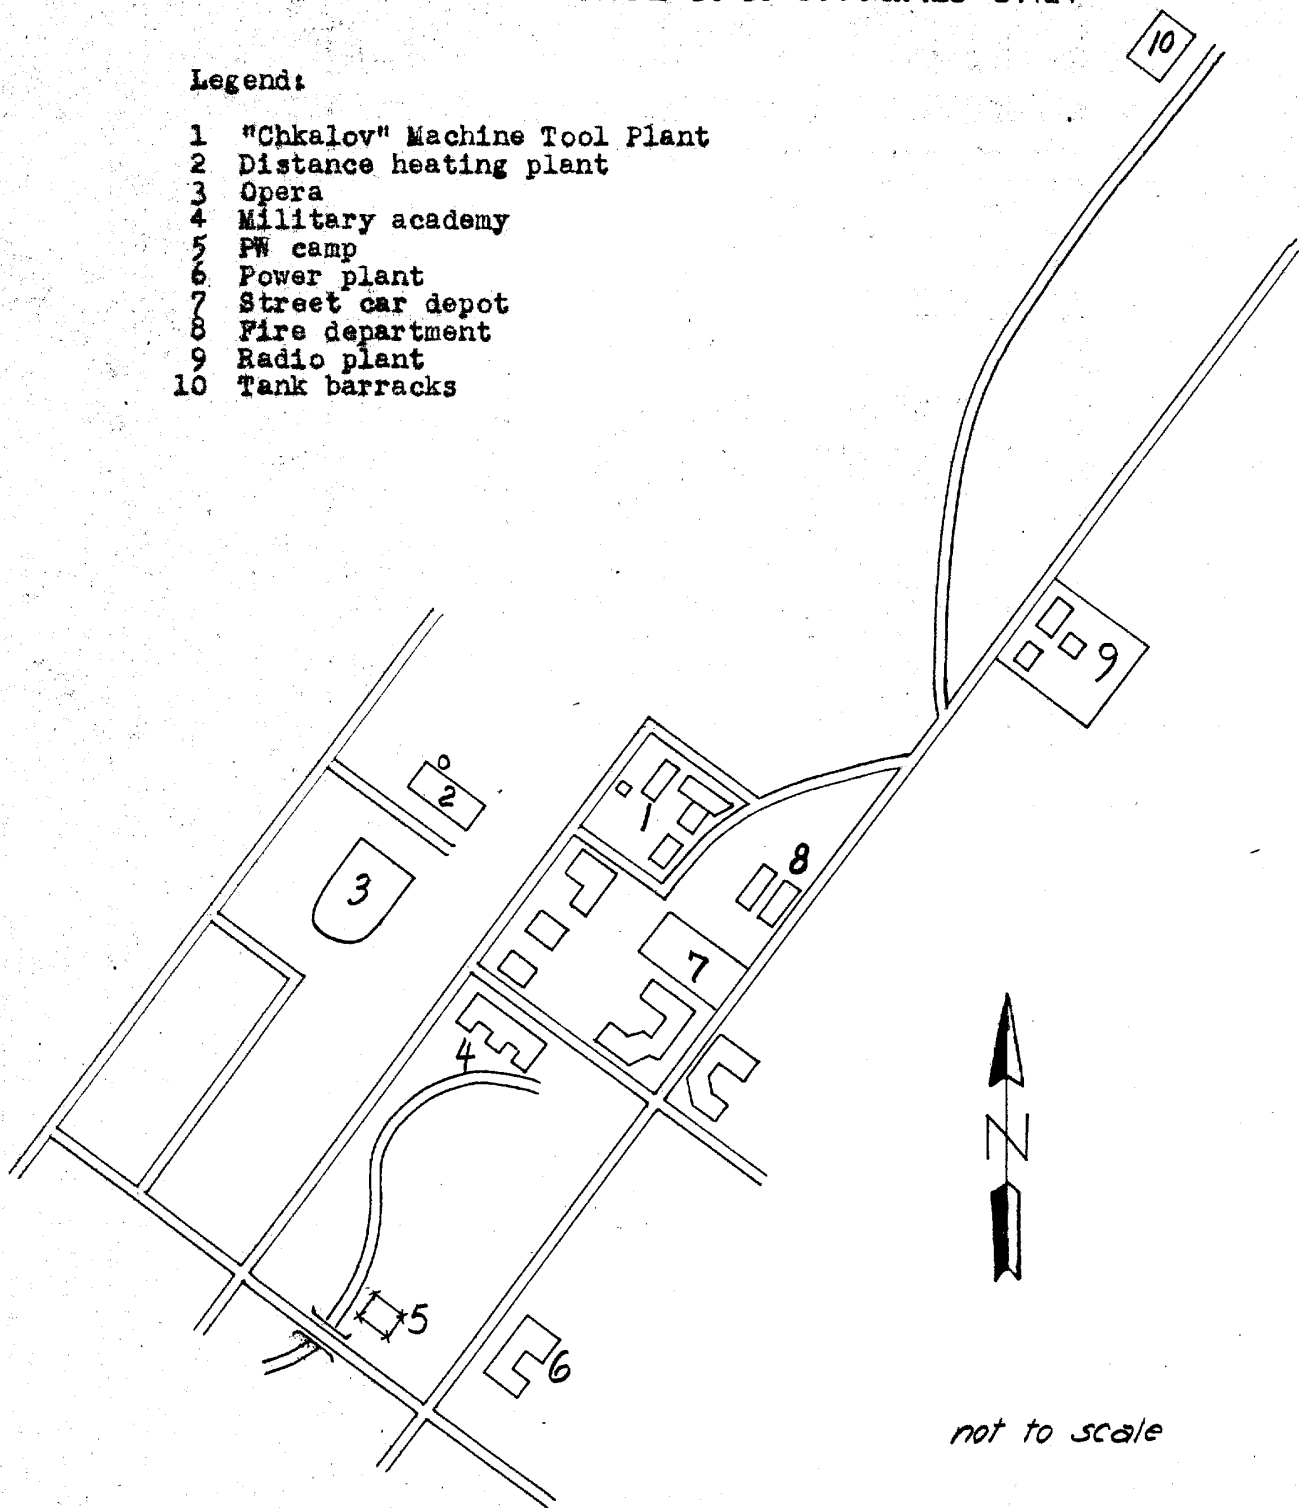 Legend:
1 "Chkalov" Machine Tool Plant
2 Distance heating plant
3 Opera
4 Military academy
5 PW camp
6 Power plant
7 Street car depot
8 Fire department
9 Radio plant
10 Tank barracks
10
9
2
1
3
8
7
4
N
5
6
not to scale